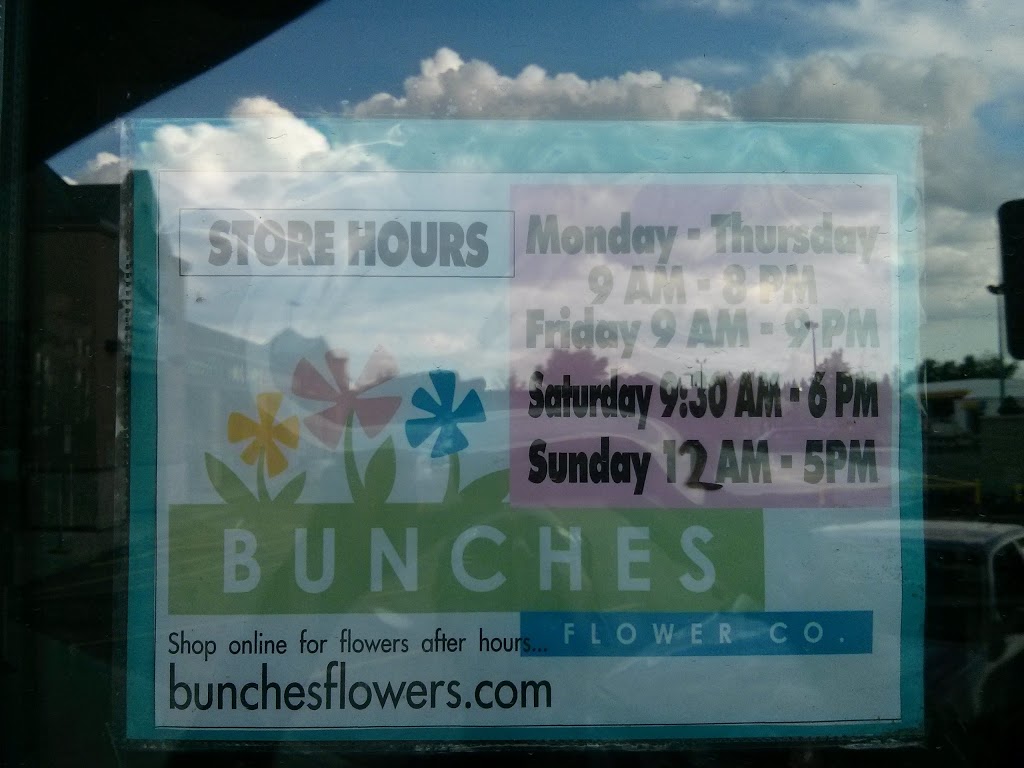 STORE HOURS
Monday - Thursday
9 AM - 8 PM
Friday 9 AM - 9 PM
Saturday 9:30 AM - 6 PM
Sunday 12 AM - 5PM
BUNCHES
FLOWER CO.
Shop online for flowers after hours...
bunchesflowers.com